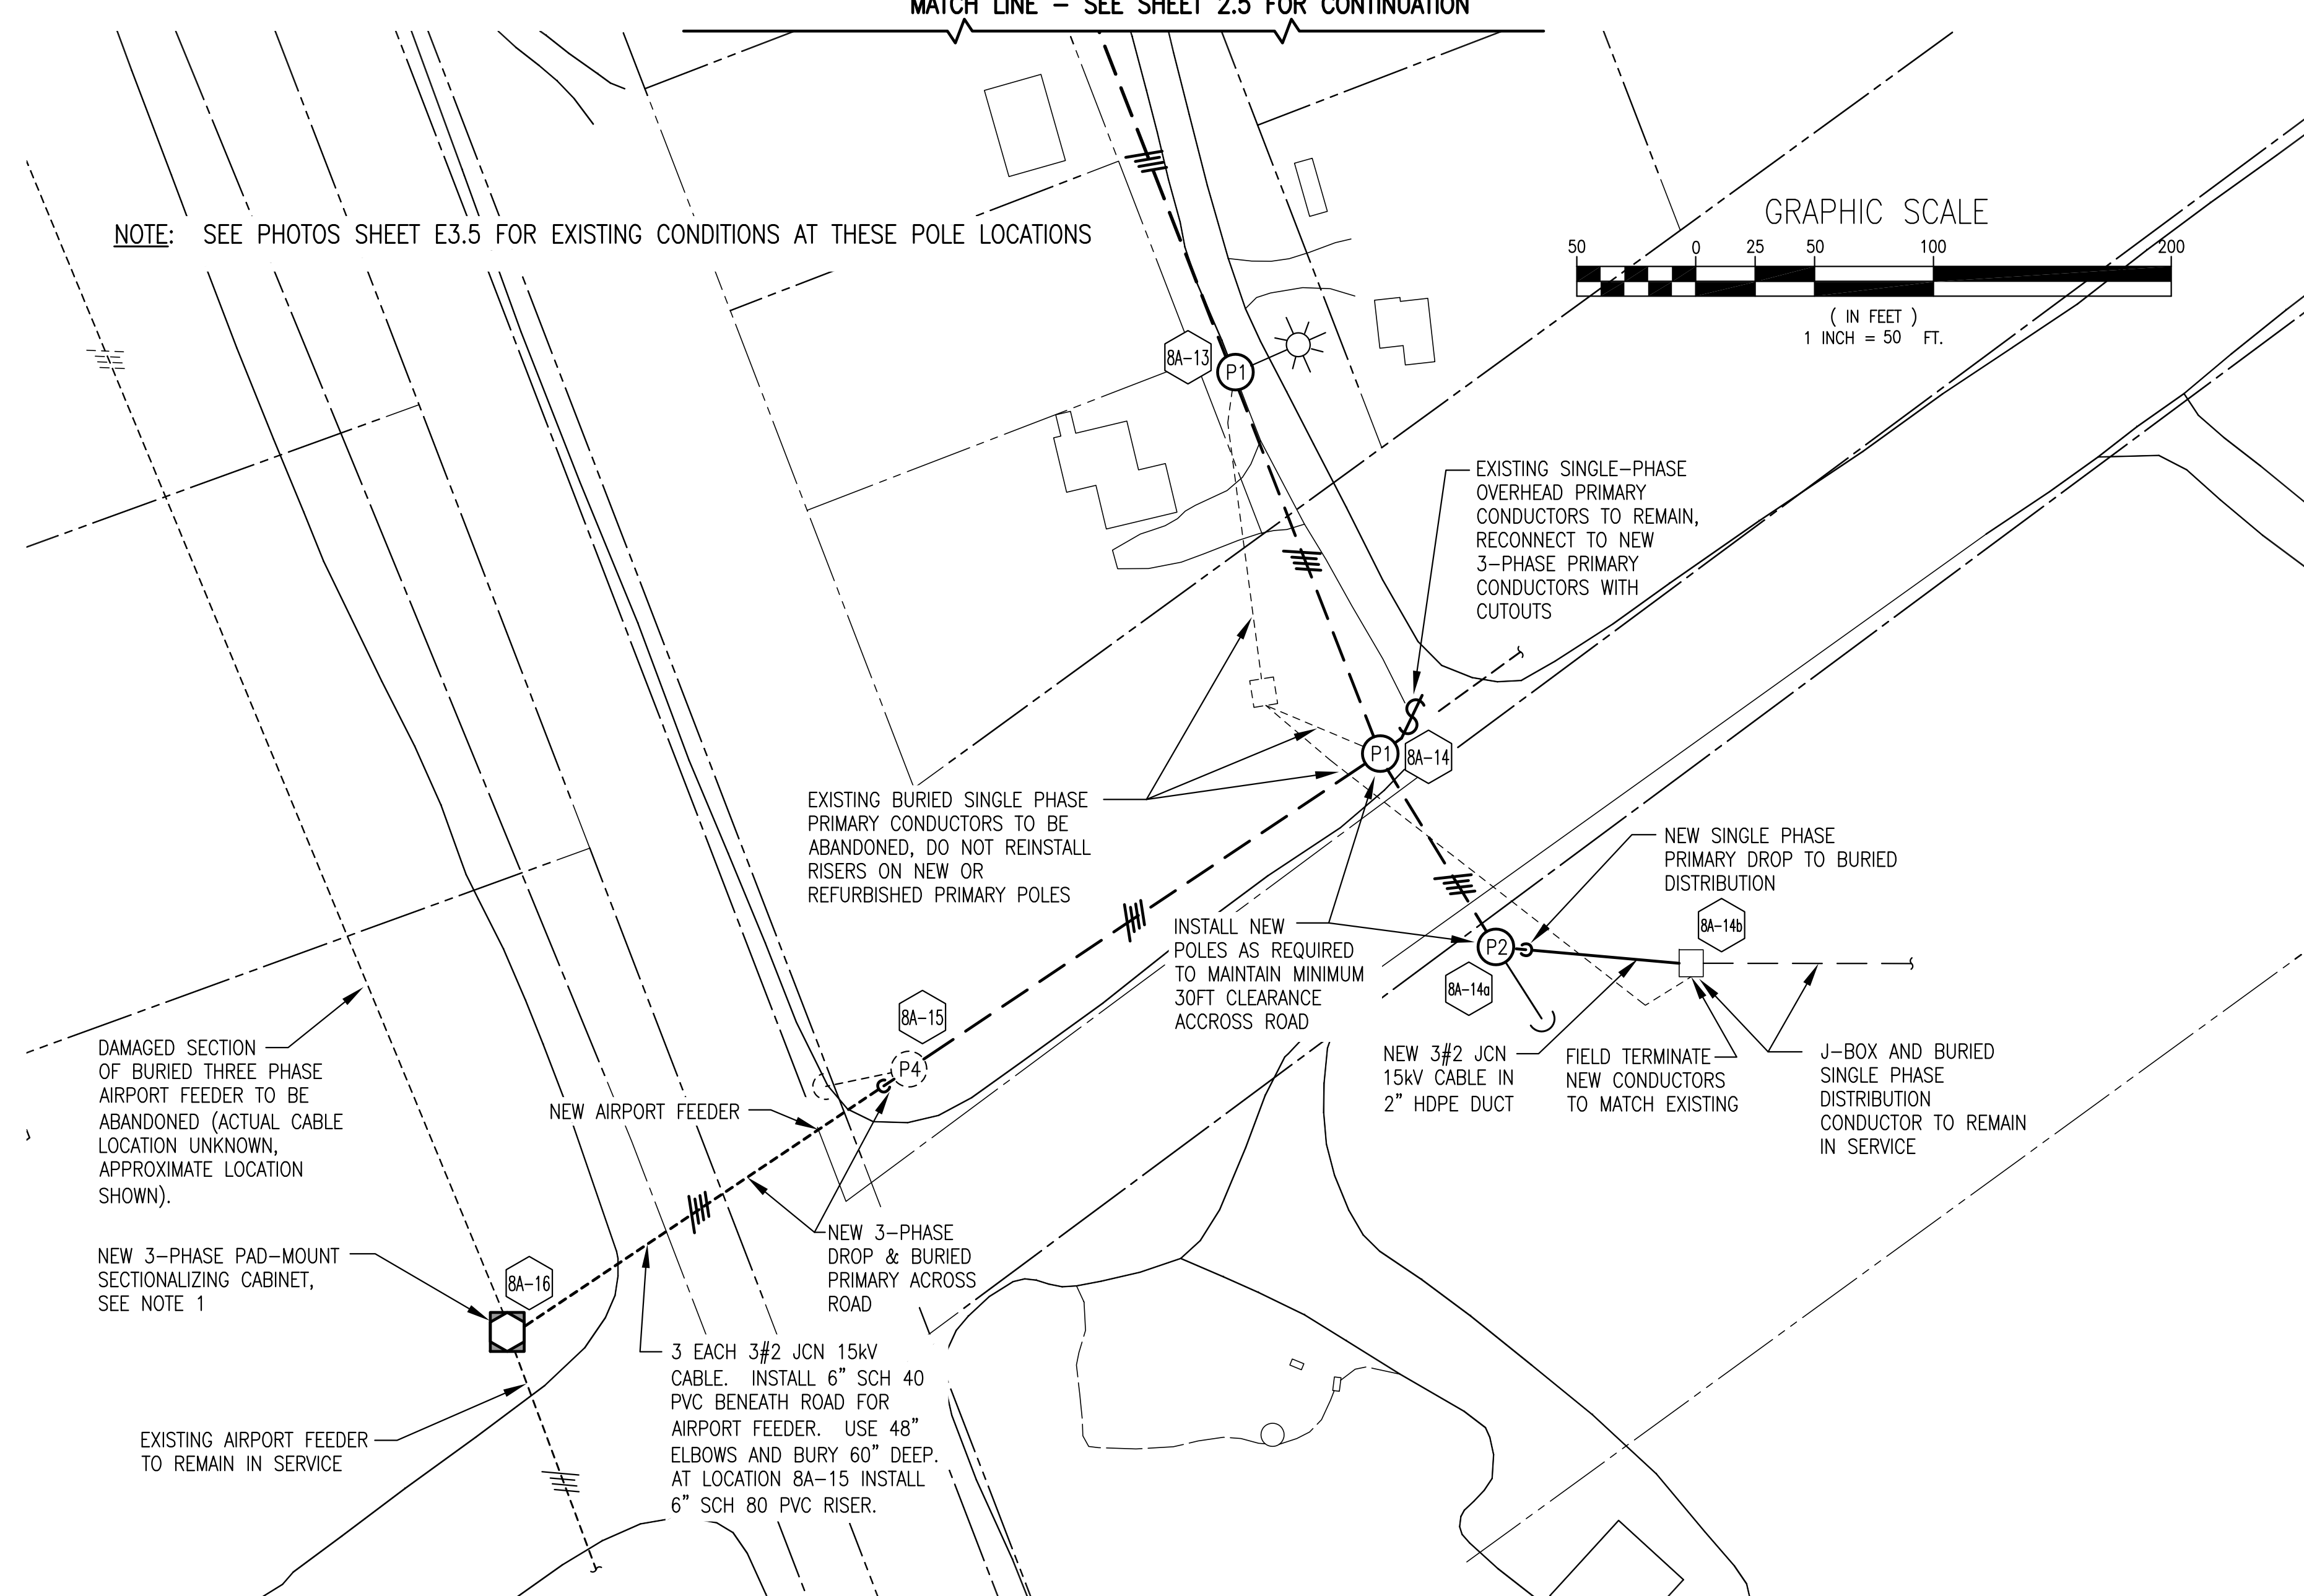 MATCH LINE – SEE SHEET 2.5 FOR CONTINUATION
NOTE: SEE PHOTOS SHEET E3.5 FOR EXISTING CONDITIONS AT THESE POLE LOCATIONS
GRAPHIC SCALE
50 0 25 50 100 200
( IN FEET )
1 INCH = 50 FT.
8A-13
P1
EXISTING SINGLE-PHASE
OVERHEAD PRIMARY
CONDUCTORS TO REMAIN,
RECONNECT TO NEW
3-PHASE PRIMARY
CONDUCTORS WITH
CUTOUTS
P1
8A-14
EXISTING BURIED SINGLE PHASE
PRIMARY CONDUCTORS TO BE
ABANDONED, DO NOT REINSTALL
RISERS ON NEW OR
REFURBISHED PRIMARY POLES
NEW SINGLE PHASE
PRIMARY DROP TO BURIED
DISTRIBUTION
8A-14b
INSTALL NEW
POLES AS REQUIRED
TO MAINTAIN MINIMUM
30FT CLEARANCE
ACCROSS ROAD
P2
8A-14a
8A-15
P4
NEW 3#2 JCN
15kV CABLE IN
2" HDPE DUCT
FIELD TERMINATE
NEW CONDUCTORS
TO MATCH EXISTING
J-BOX AND BURIED
SINGLE PHASE
DISTRIBUTION
CONDUCTOR TO REMAIN
IN SERVICE
DAMAGED SECTION
OF BURIED THREE PHASE
AIRPORT FEEDER TO BE
ABANDONED (ACTUAL CABLE
LOCATION UNKNOWN,
APPROXIMATE LOCATION
SHOWN).
NEW AIRPORT FEEDER
NEW 3-PHASE
DROP & BURIED
PRIMARY ACROSS
ROAD
NEW 3-PHASE PAD-MOUNT
SECTIONALIZING CABINET,
SEE NOTE 1
8A-16
3 EACH 3#2 JCN 15kV
CABLE. INSTALL 6" SCH 40
PVC BENEATH ROAD FOR
AIRPORT FEEDER. USE 48"
ELBOWS AND BURY 60" DEEP.
AT LOCATION 8A-15 INSTALL
6" SCH 80 PVC RISER.
EXISTING AIRPORT FEEDER
TO REMAIN IN SERVICE